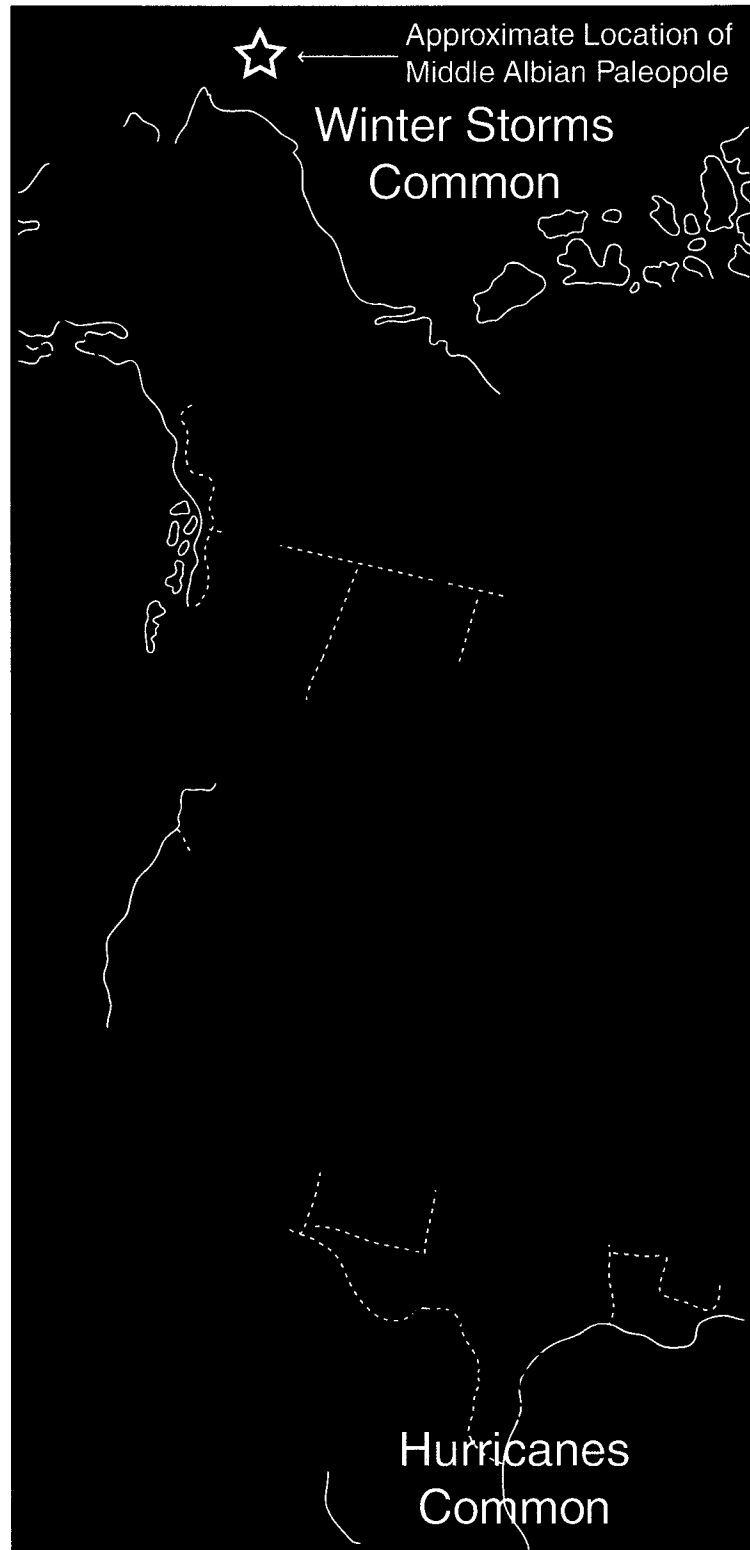 Approximate Location of
Middle Albian Paleopole
Winter Storms
Common
Hurricanes
Common